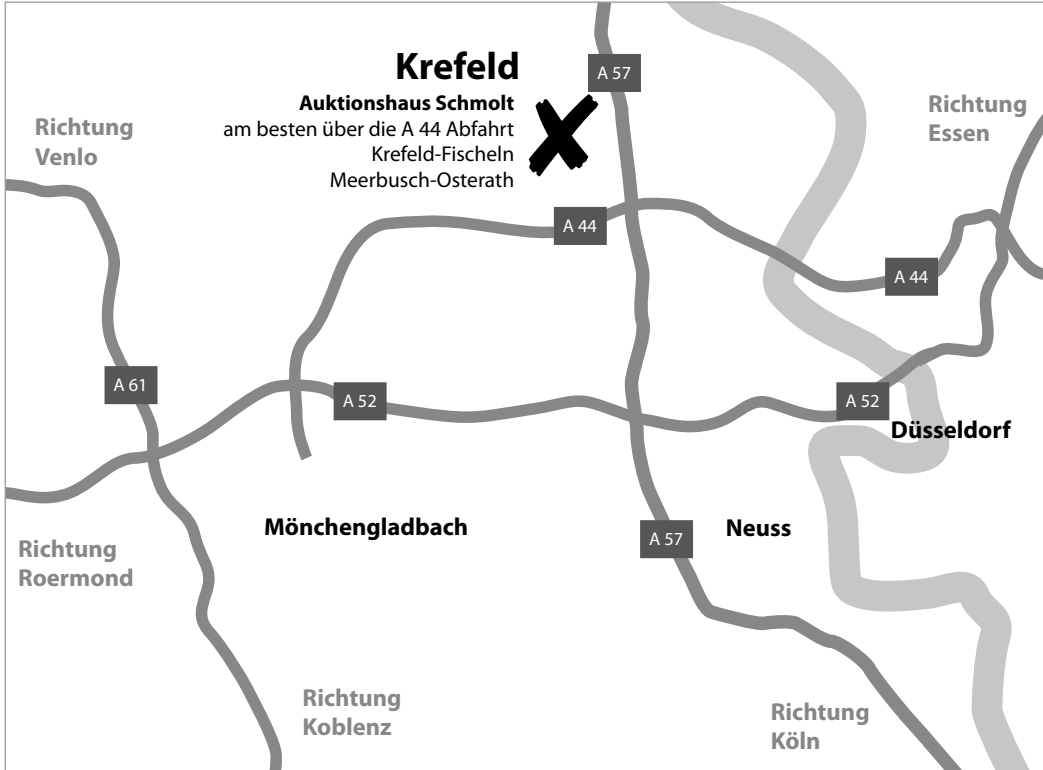 Krefeld
A 57
Auktionshaus Schmolt
am besten über die A 44 Abfahrt
Krefeld-Fischeln
Meerbusch-Osterath
Richtung
Venlo
Richtung
Essen
A 44
A 44
A 61
A 52
A 52
Düsseldorf
Mönchengladbach
A 57
Neuss
Richtung
Roermond
Richtung
Koblenz
Richtung
Köln